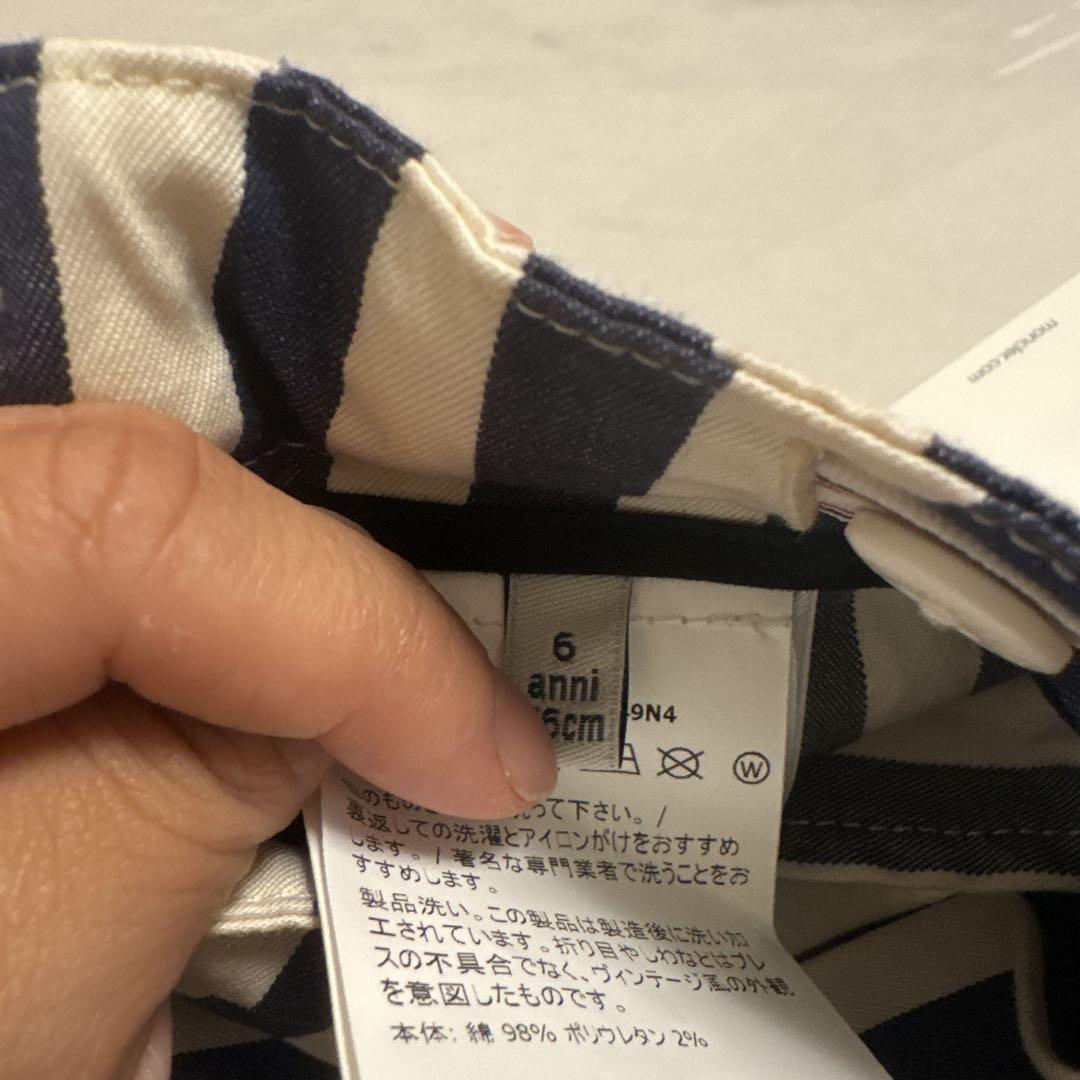 moncler.com
6
anni
6cm
9N4
W
って下さい。/
裏返しての洗濯とアイロンがけをおすすめ
します。/ 著名な専門業者で洗うことをお
すすめします。
製品洗い。この製品は製造後に洗い加
工されています。折り目やしわなどはプレ
スの不具合でなく、ヴィンテージ風の外観
を意図したものです。
本体: 綿 98% ポリウレタン 2%